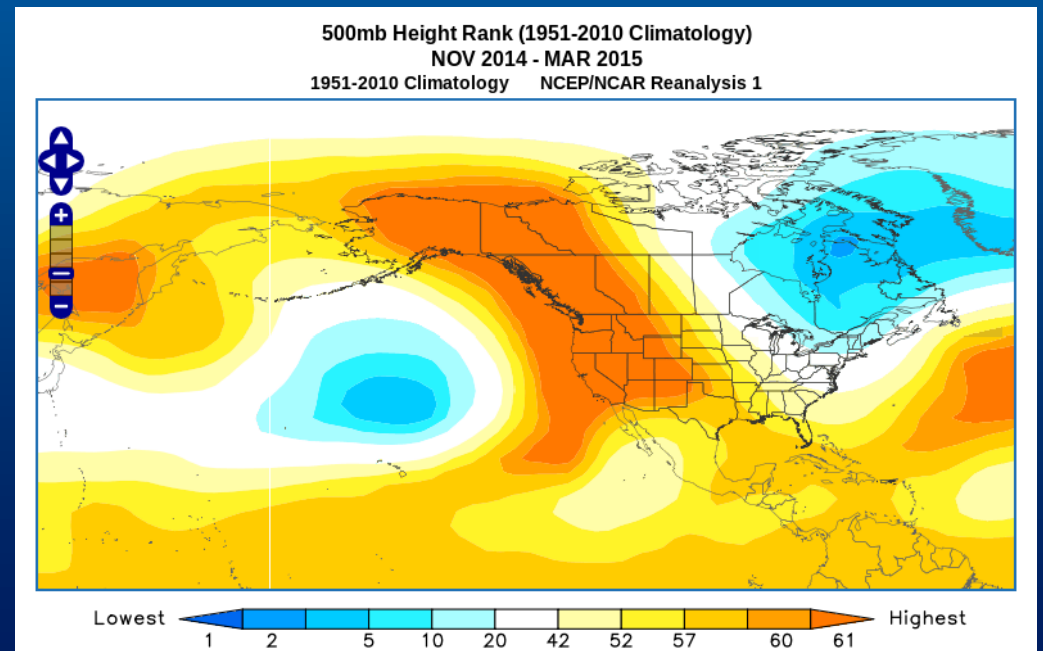 500mb Height Rank (1951-2010 Climatology)
NOV 2014 - MAR 2015
1951-2010 Climatology NCEP/NCAR Reanalysis 1
+
−
Lowest Highest
1 2 5 10 20 42 52 57 60 61